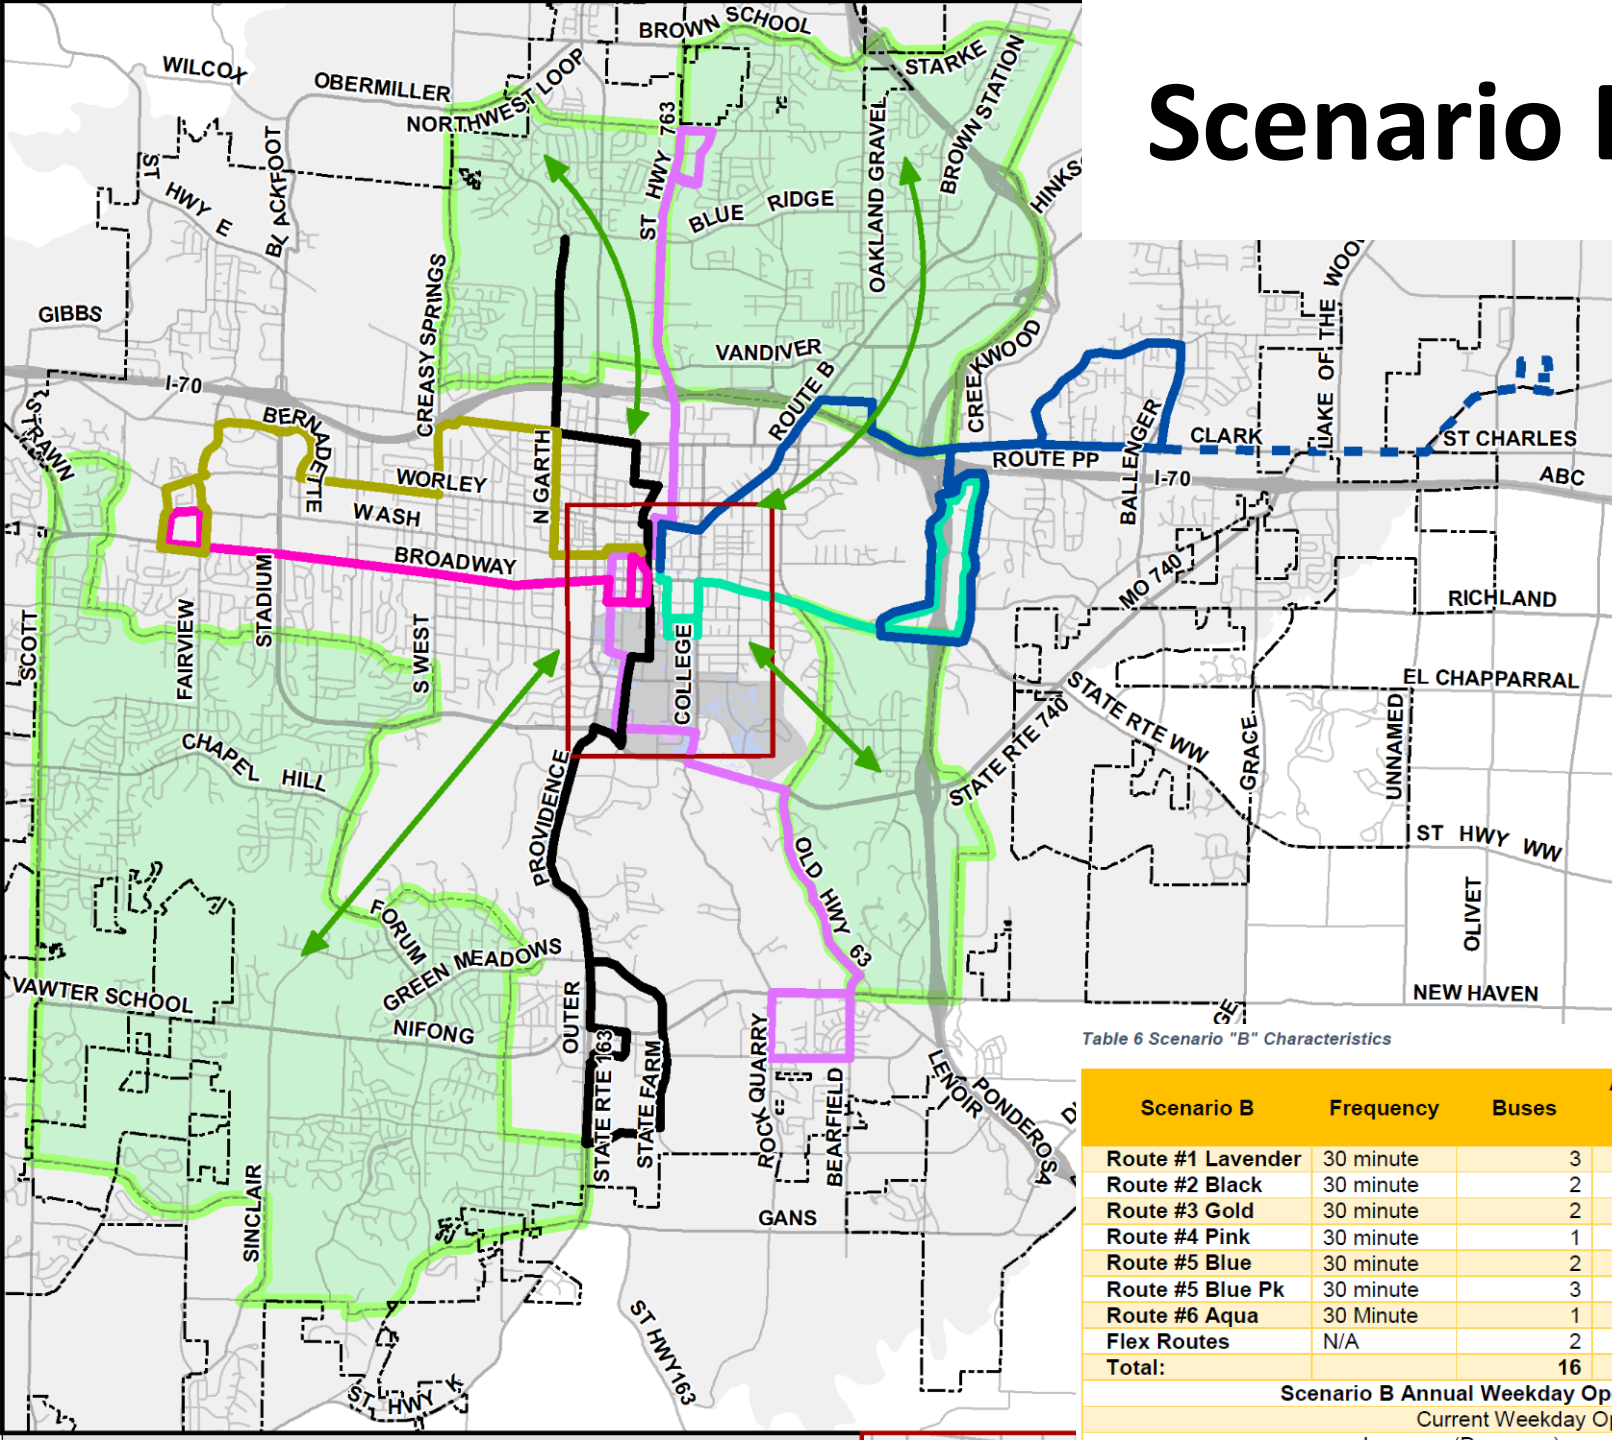 Scenario
BROWN SCHOOL
WILCOX
OBERMILLER
NORTHWEST LOOP
STARKE
BROWN STATION
ST HWY 763
OAKLAND GRAVEL
HINKS
ST
HWY E
BLACKFOOT
BLUE RIDGE
CREASY SPRINGS
GIBBS
VANDIVER
ROUTE B
CREEKWOOD
LAKE OF THE WOO
I-70
STRAWN
BERNADETTE
N GARTH
WORLEY
WASH
BROADWAY
ROUTE PP
BALLENGER
CLARK
ST CHARLES
I-70
ABC
MO 740
RICHLAND
SCOTT
FAIRVIEW
STADIUM
S WEST
COLLEGE
EL CHAPPARRAL
STATE RTE WW
STATE RTE 740
GRACE
UNNAMED
CHAPEL HILL
PROVIDENCE
OLD HWY 63
ST HWY WW
OLIVET
FORUM
GREEN MEADOWS
VAWTER SCHOOL
NIFONG
OUTER
STATE RTE 163
STATE FARM
ROCK QUARRY
BEARFIELD
LENOIR
PONDEROSA
NEW HAVEN
GE
SINCLAIR
GANS
ST HWY 163
ST HWY K
Table 6 Scenario "B" Characteristics
Scenario B Frequency Buses
Route #1 Lavender 30 minute 3
Route #2 Black 30 minute 2
Route #3 Gold 30 minute 2
Route #4 Pink 30 minute 1
Route #5 Blue 30 minute 2
Route #5 Blue Pk 30 minute 3
Route #6 Aqua 30 Minute 1
Flex Routes N/A 2
Total: 16
Scenario B Annual Weekday Op
Current Weekday O